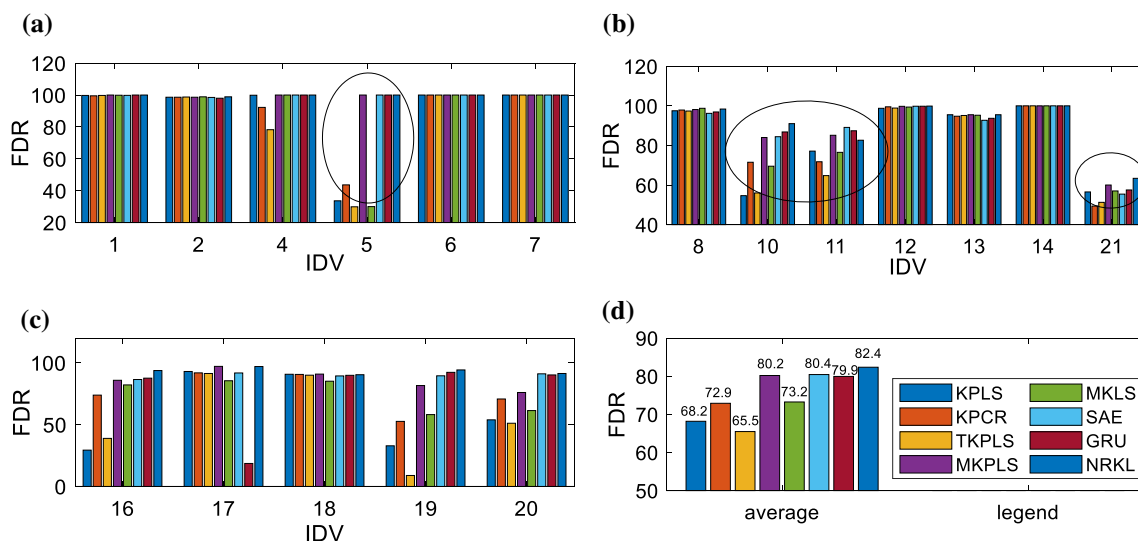 (a)
120
100
80
60
40
20
FDR
1 2 4 5 6 7
IDV
(b)
120
100
80
60
40
FDR
8 10 11 12 13 14 21
IDV
(c)
100
50
0
FDR
16 17 18 19 20
IDV
(d)
90
80
70
60
50
FDR
68.2 72.9 65.5 80.2 73.2 80.4 79.9 82.4
KPLS MKLS
KPCR SAE
TKPLS GRU
MKPLS NRKL
average legend